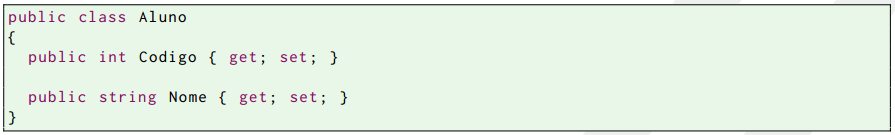 public class Aluno
{
public int Codigo { get; set; }
public string Nome { get; set; }
}